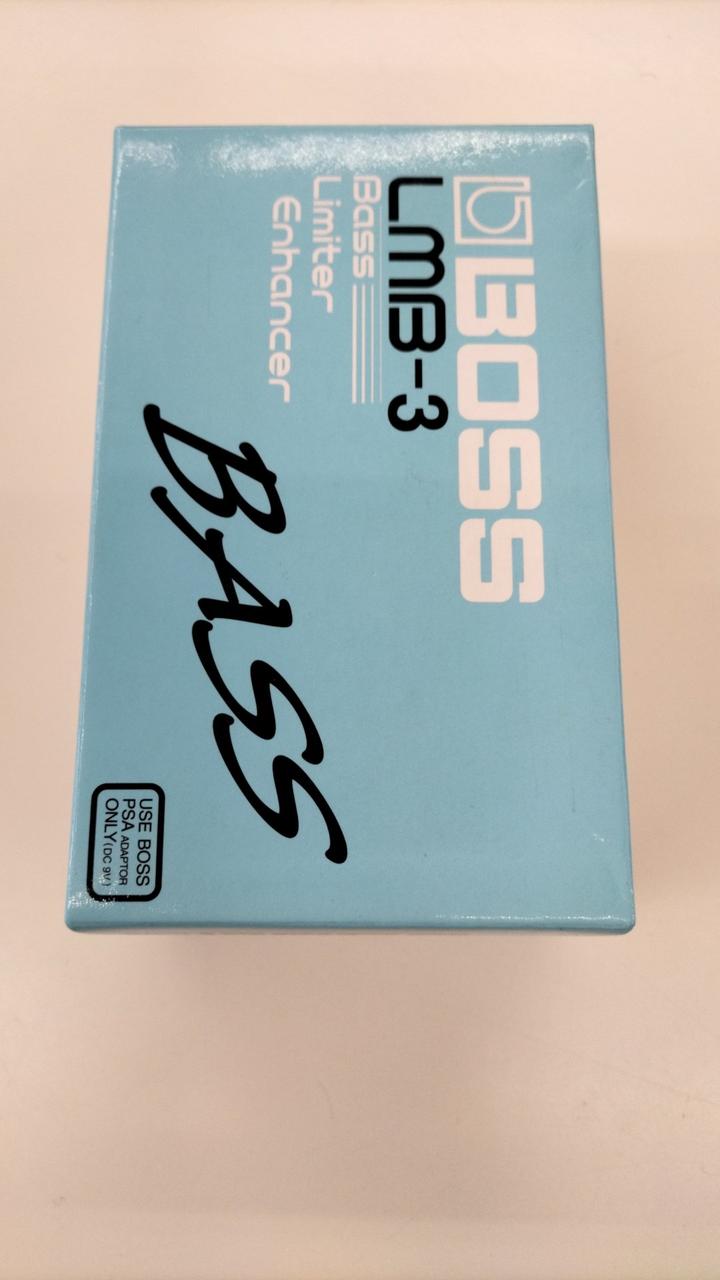 BOSS
LMB-3
Bass
Limiter
Enhancer
BASS
USE BOSS
PSA ADAPTOR
ONLY(DC 9V)